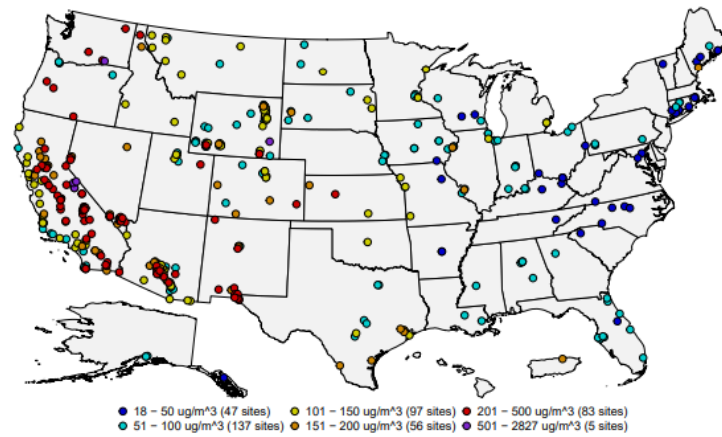 18 − 50 ug/m^3 (47 sites) 101 − 150 ug/m^3 (97 sites) 201 − 500 ug/m^3 (83 sites)
51 − 100 ug/m^3 (137 sites) 151 − 200 ug/m^3 (56 sites) 501 − 2827 ug/m^3 (5 sites)